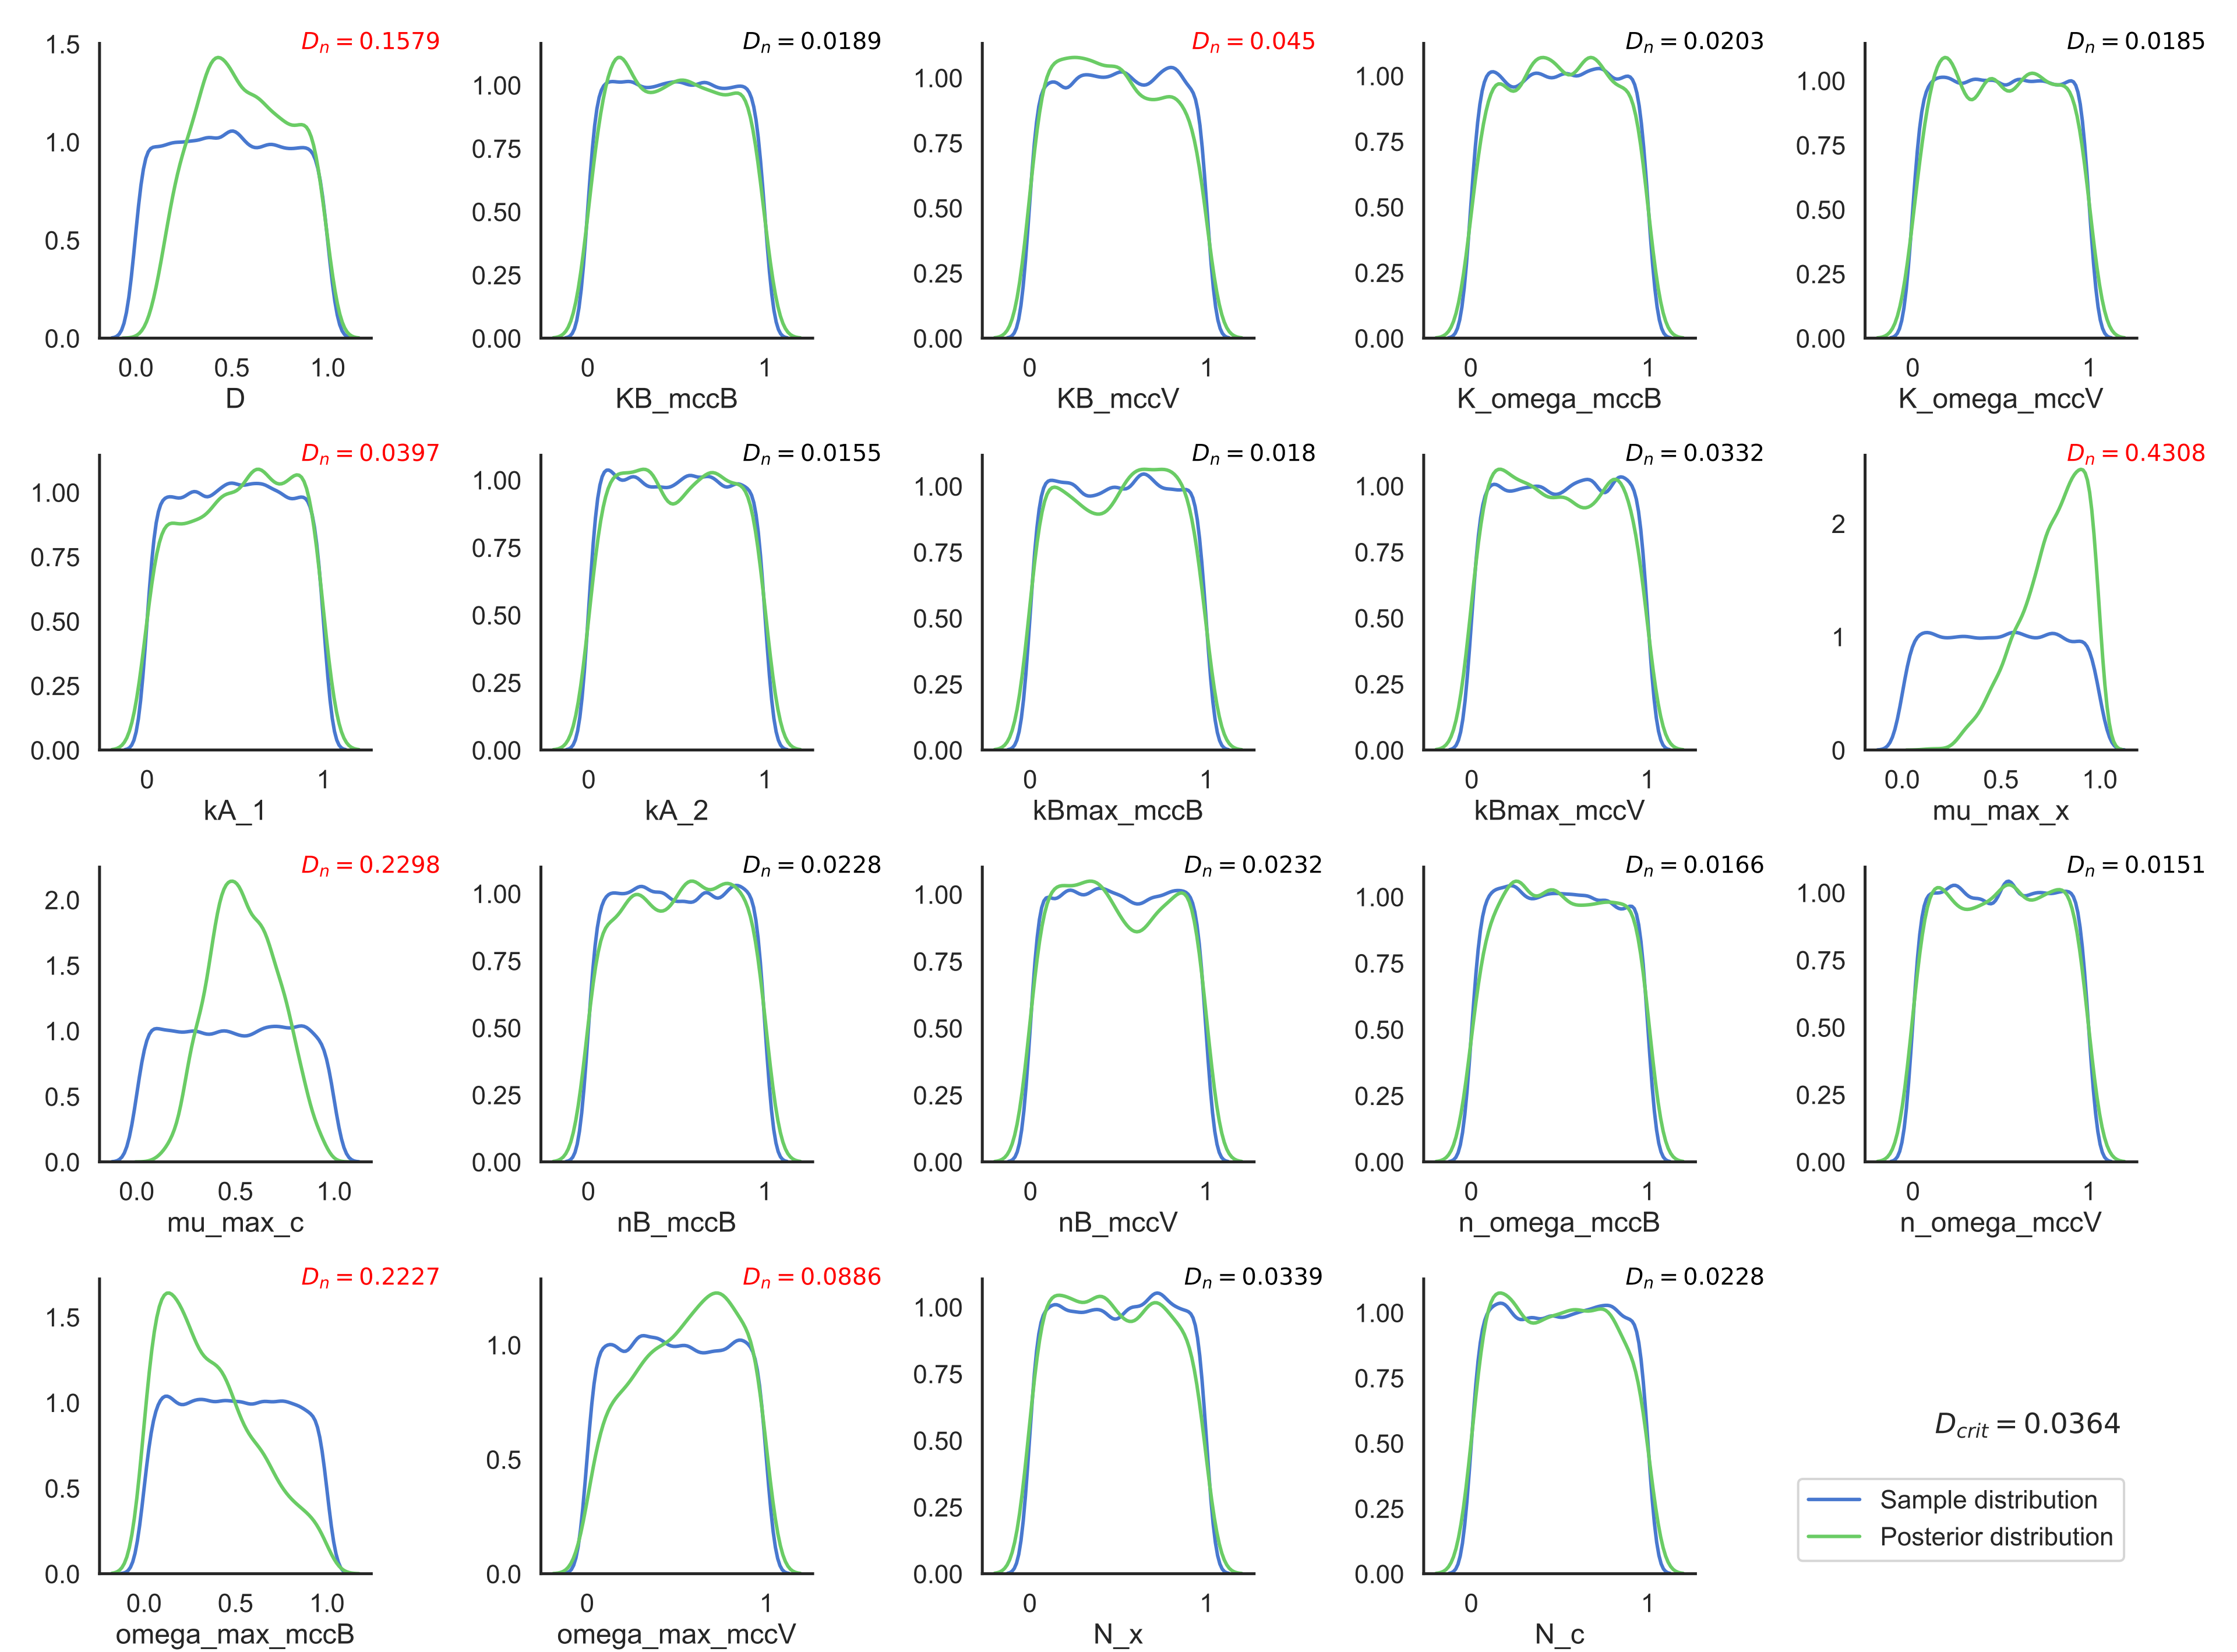 D_n = 0.1579
1.5
1.0
0.5
0.0
0.0 0.5 1.0
D
D_n = 0.0189
1.00
0.75
0.50
0.25
0.00
0 1
KB_mccB
D_n = 0.045
1.00
0.75
0.50
0.25
0.00
0 1
KB_mccV
D_n = 0.0203
1.00
0.75
0.50
0.25
0.00
0 1
K_omega_mccB
D_n = 0.0185
1.00
0.75
0.50
0.25
0.00
0 1
K_omega_mccV
D_n = 0.0397
1.00
0.75
0.50
0.25
0.00
0 1
kA_1
D_n = 0.0155
1.00
0.75
0.50
0.25
0.00
0 1
kA_2
D_n = 0.018
1.00
0.75
0.50
0.25
0.00
0 1
kBmax_mccB
D_n = 0.0332
1.00
0.75
0.50
0.25
0.00
0 1
kBmax_mccV
D_n = 0.4308
2
1
0
0.0 0.5 1.0
mu_max_x
D_n = 0.2298
2.0
1.5
1.0
0.5
0.0
0.0 0.5 1.0
mu_max_c
D_n = 0.0228
1.00
0.75
0.50
0.25
0.00
0 1
nB_mccB
D_n = 0.0232
1.00
0.75
0.50
0.25
0.00
0 1
nB_mccV
D_n = 0.0166
1.00
0.75
0.50
0.25
0.00
0 1
n_omega_mccB
D_n = 0.0151
1.00
0.75
0.50
0.25
0.00
0 1
n_omega_mccV
D_n = 0.2227
1.5
1.0
0.5
0.0
0.0 0.5 1.0
omega_max_mccB
D_n = 0.0886
1.0
0.5
0.0
0 1
omega_max_mccV
D_n = 0.0339
1.00
0.75
0.50
0.25
0.00
0 1
N_x
D_n = 0.0228
1.00
0.75
0.50
0.25
0.00
0 1
N_c
D_crit = 0.0364
Sample distribution
Posterior distribution